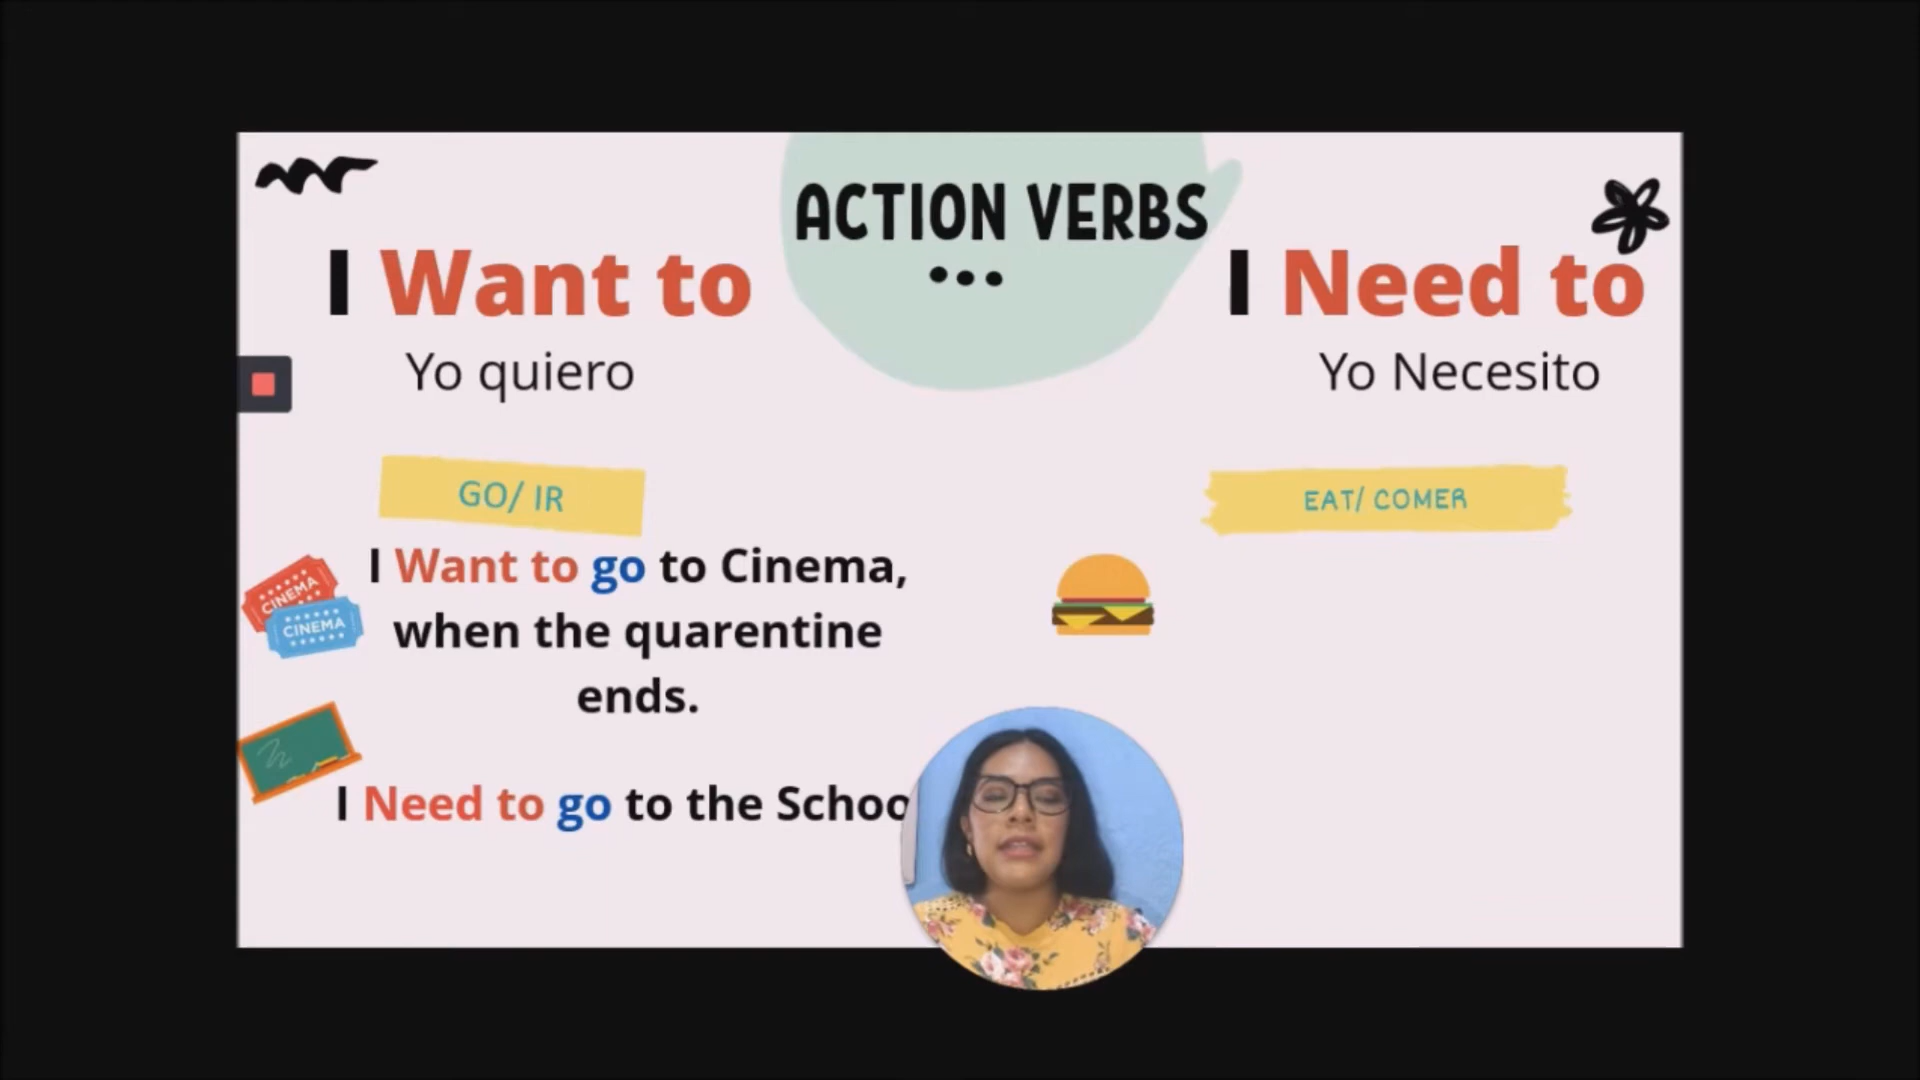 ACTION VERBS
I Want to
Yo quiero
I Need to
Yo Necesito
GO/ IR
EAT/ COMER
I Want to go to Cinema,
when the quarentine
ends.
CINEMA
CINEMA
I Need to go to the Schoo